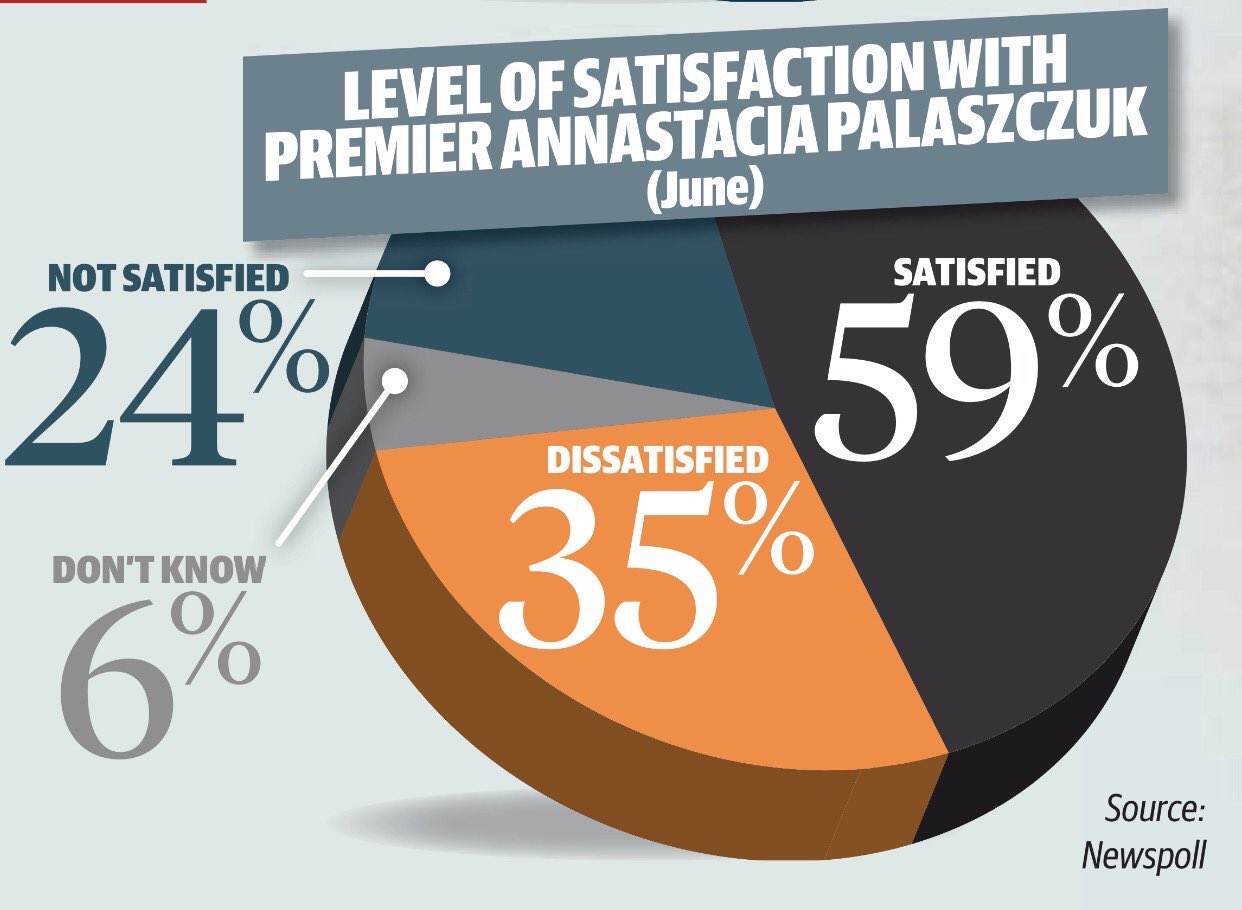 LEVEL OF SATISFACTION WITH
PREMIER ANNASTACIA PALASZCZUK
(June)
NOT SATISFIED
24%
SATISFIED
59%
DISSATISFIED
35%
DON'T KNOW
6%
Source:
Newspoll